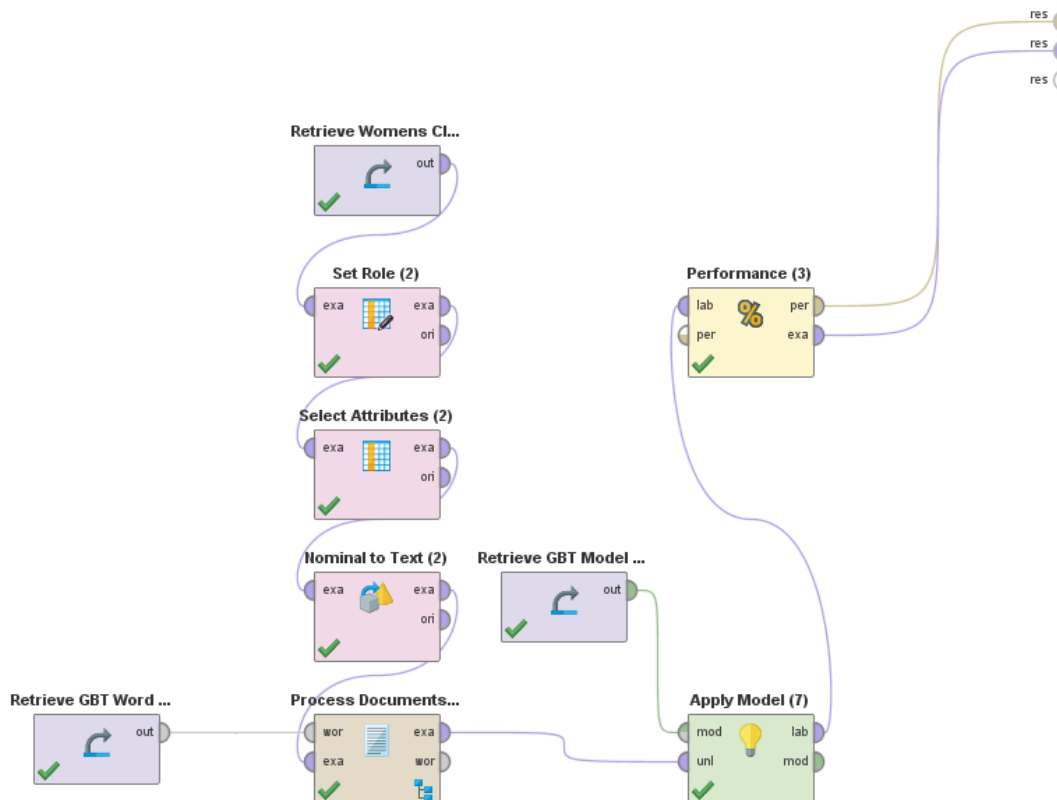 res
res
res
Retrieve Womens Cl...
out
Set Role (2)
exa exa
ori
Performance (3)
lab per
per exa
Select Attributes (2)
exa exa
ori
Nominal to Text (2)
exa exa
ori
Retrieve GBT Model ...
out
Retrieve GBT Word ...
out
Process Documents...
wor exa
exa wor
Apply Model (7)
mod lab
unl mod